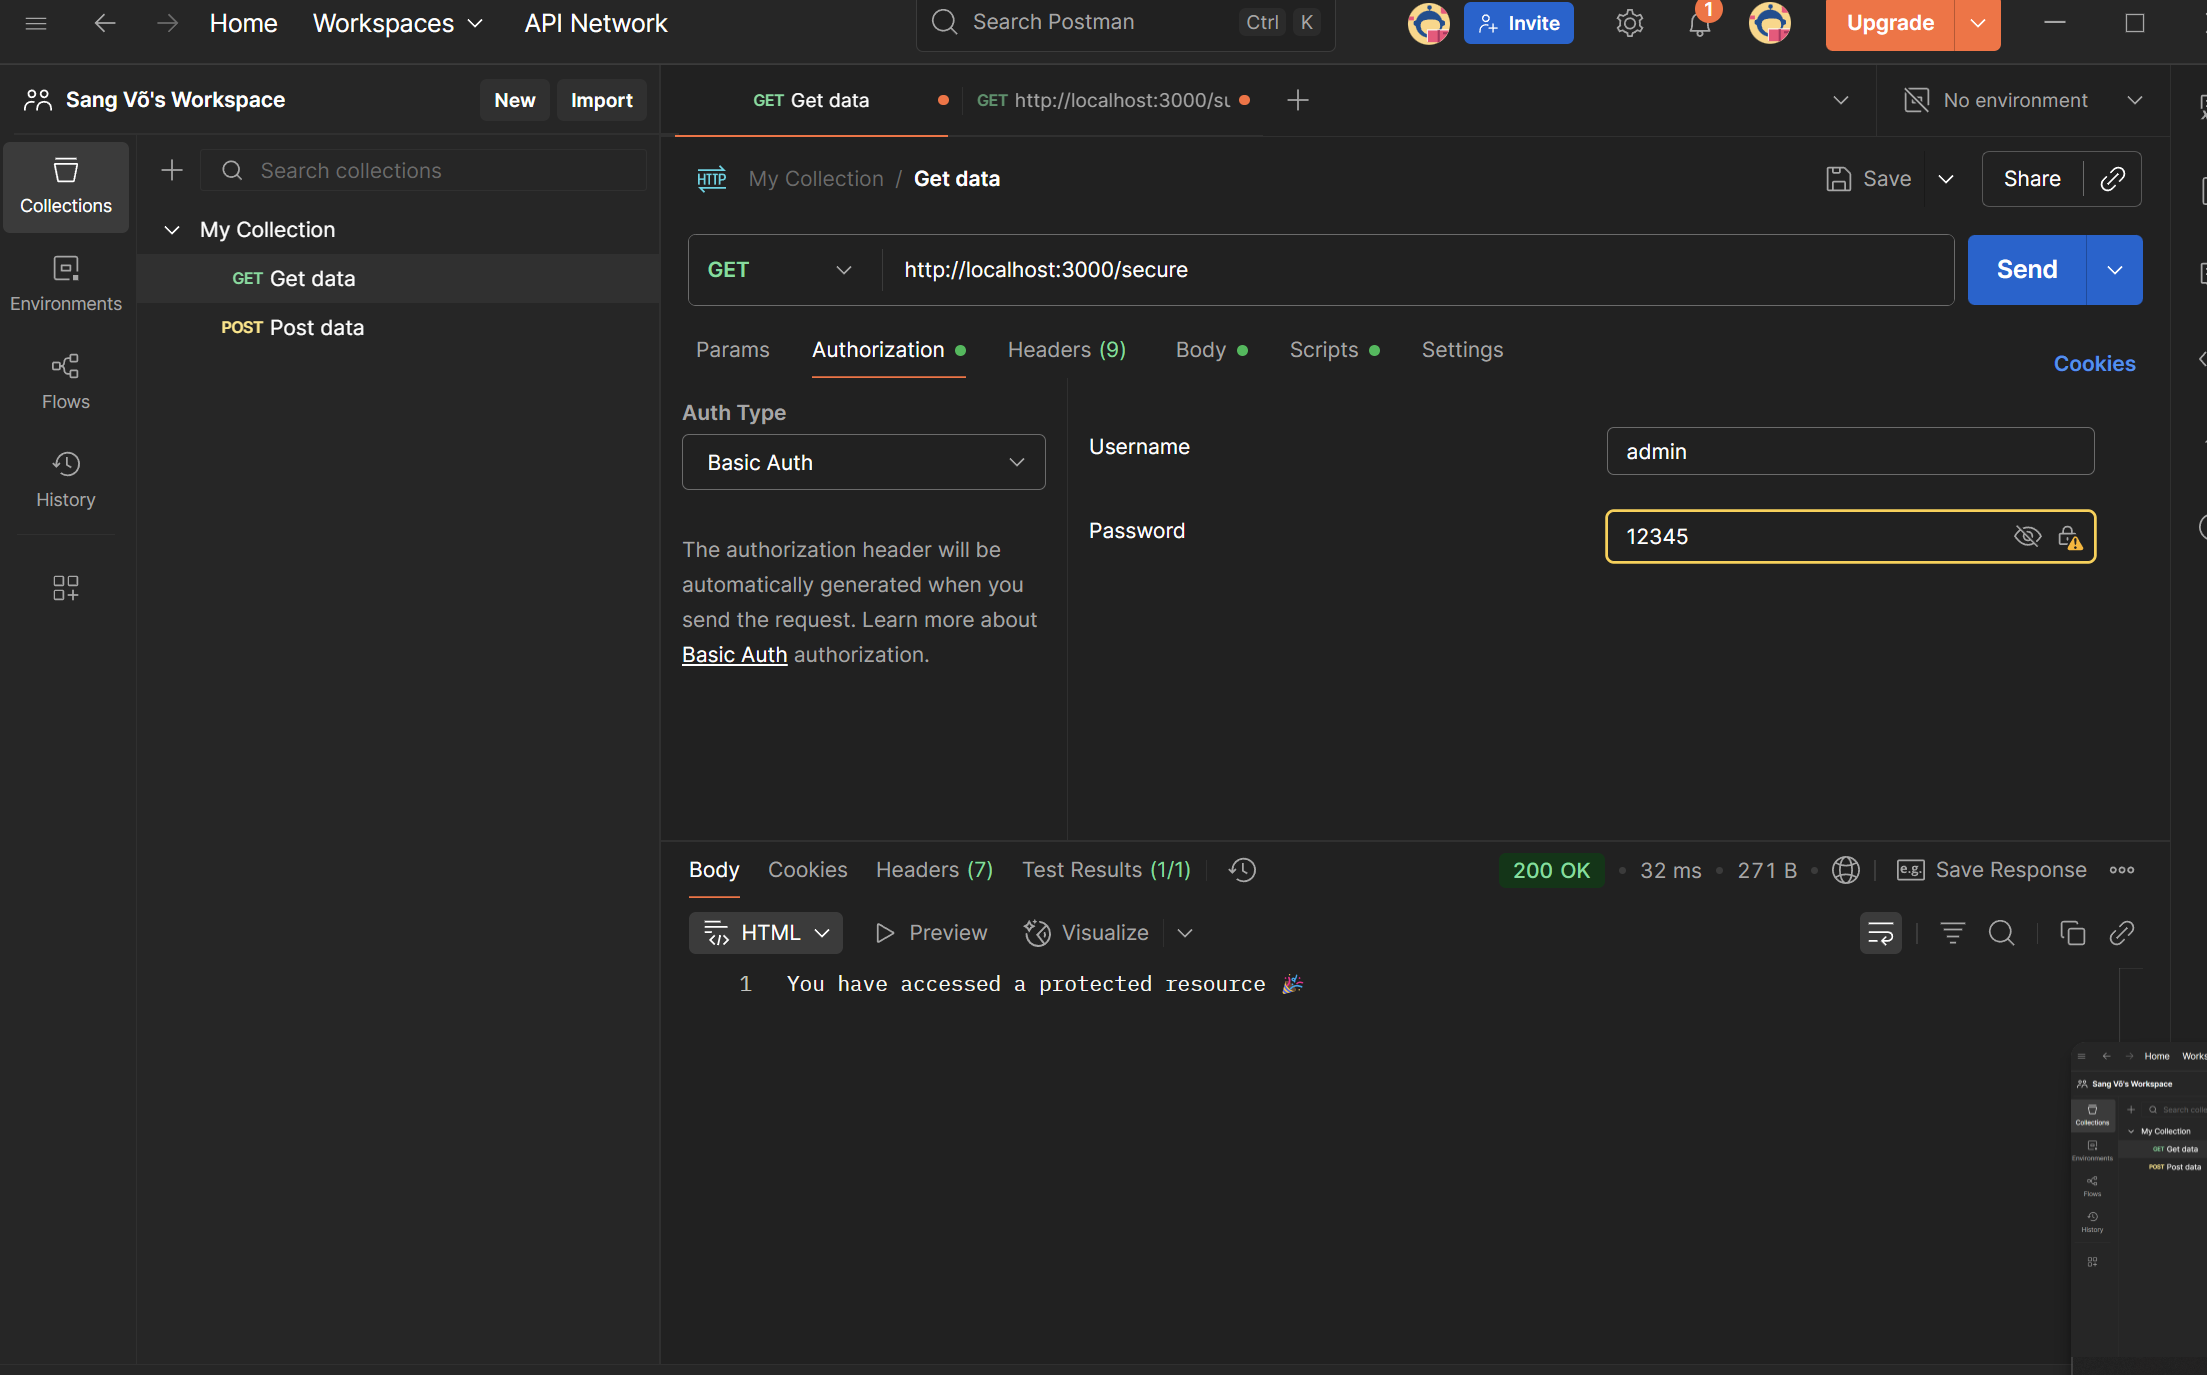 Home Workspaces API Network Search Postman Ctrl K Invite 1 Upgrade
Sang Võ's Workspace New Import GET Get data GET http://localhost:3000/su No environment
Collections
Environments
Flows
History
Search collections
My Collection
GET Get data
POST Post data
HTTP My Collection / Get data Save Share
GET http://localhost:3000/secure Send
Params Authorization Headers (9) Body Scripts Settings Cookies
Auth Type
Basic Auth
The authorization header will be
automatically generated when you
send the request. Learn more about
Basic Auth authorization.
Username admin
Password 12345
Body Cookies Headers (7) Test Results (1/1) 200 OK • 32 ms • 271 B • e.g. Save Response
HTML Preview Visualize
1 You have accessed a protected resource 🎉
Home Works
Sang Võ's Workspace
Collections
Environments
Flows
History
Search colle
My Collection
GET Get data
POST Post data